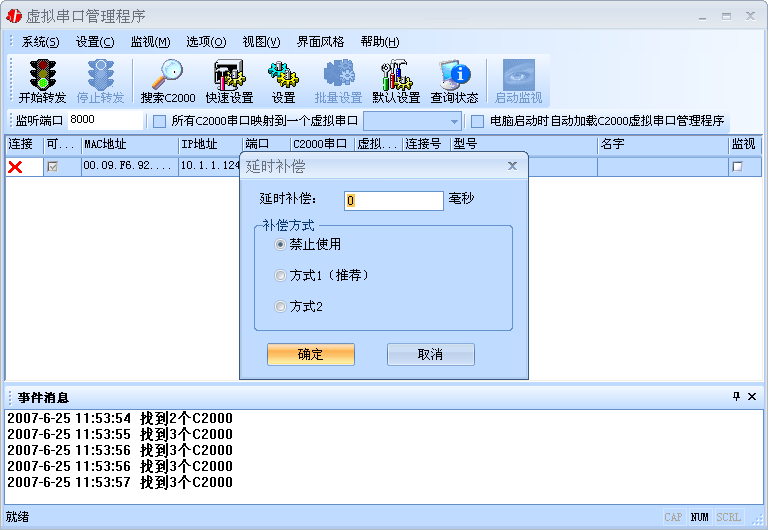 虚拟串口管理程序
系统(S) 设置(C) 监视(M) 选项(O) 视图(V) 界面风格 帮助(H)
开始转发 停止转发 搜索C2000 快速设置 设置 批量设置 默认设置 查询状态 启动监视
监听端口 8000 所有C2000串口映射到一个虚拟串口 电脑启动时自动加载C2000虚拟串口管理程序
连接 可... MAC地址 IP地址 端口 C2000串口 虚拟... 连接号 型号 名字 监视
00.09.F6.92.... 10.1.1.124
延时补偿
延时补偿： 0 毫秒
补偿方式
禁止使用
方式1（推荐）
方式2
确定 取消
事件消息
2007-6-25 11:53:54 找到2个C2000
2007-6-25 11:53:55 找到3个C2000
2007-6-25 11:53:56 找到3个C2000
2007-6-25 11:53:56 找到3个C2000
2007-6-25 11:53:57 找到3个C2000
就绪 CAP NUM SCRL